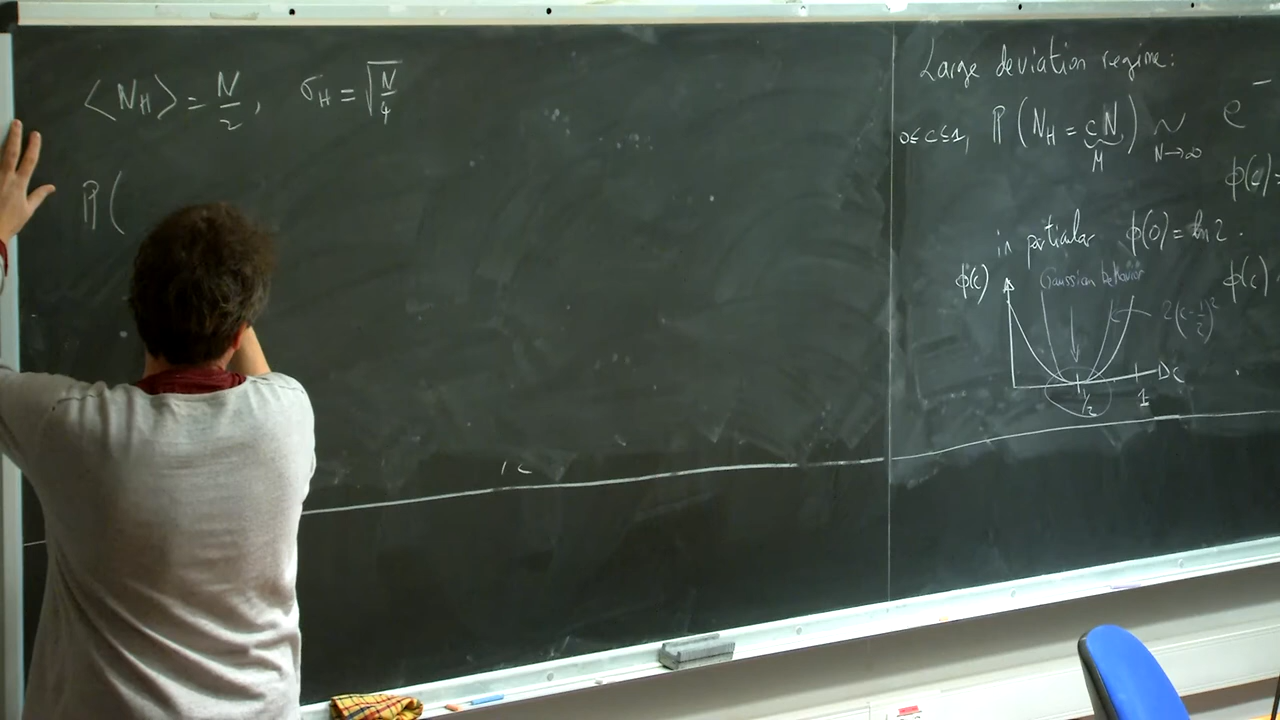 ⟨N_H⟩ = N/2, σ_H = √(N/4)
P(
Large deviation regime:
0≤c≤1, P(N_H = cN) ~ e^-
M N→∞
φ(c) =
in particular φ(0) = ln 2.
φ(c) Gaussian behavior φ(c)
2(c-1/2)²
c
1/2 1